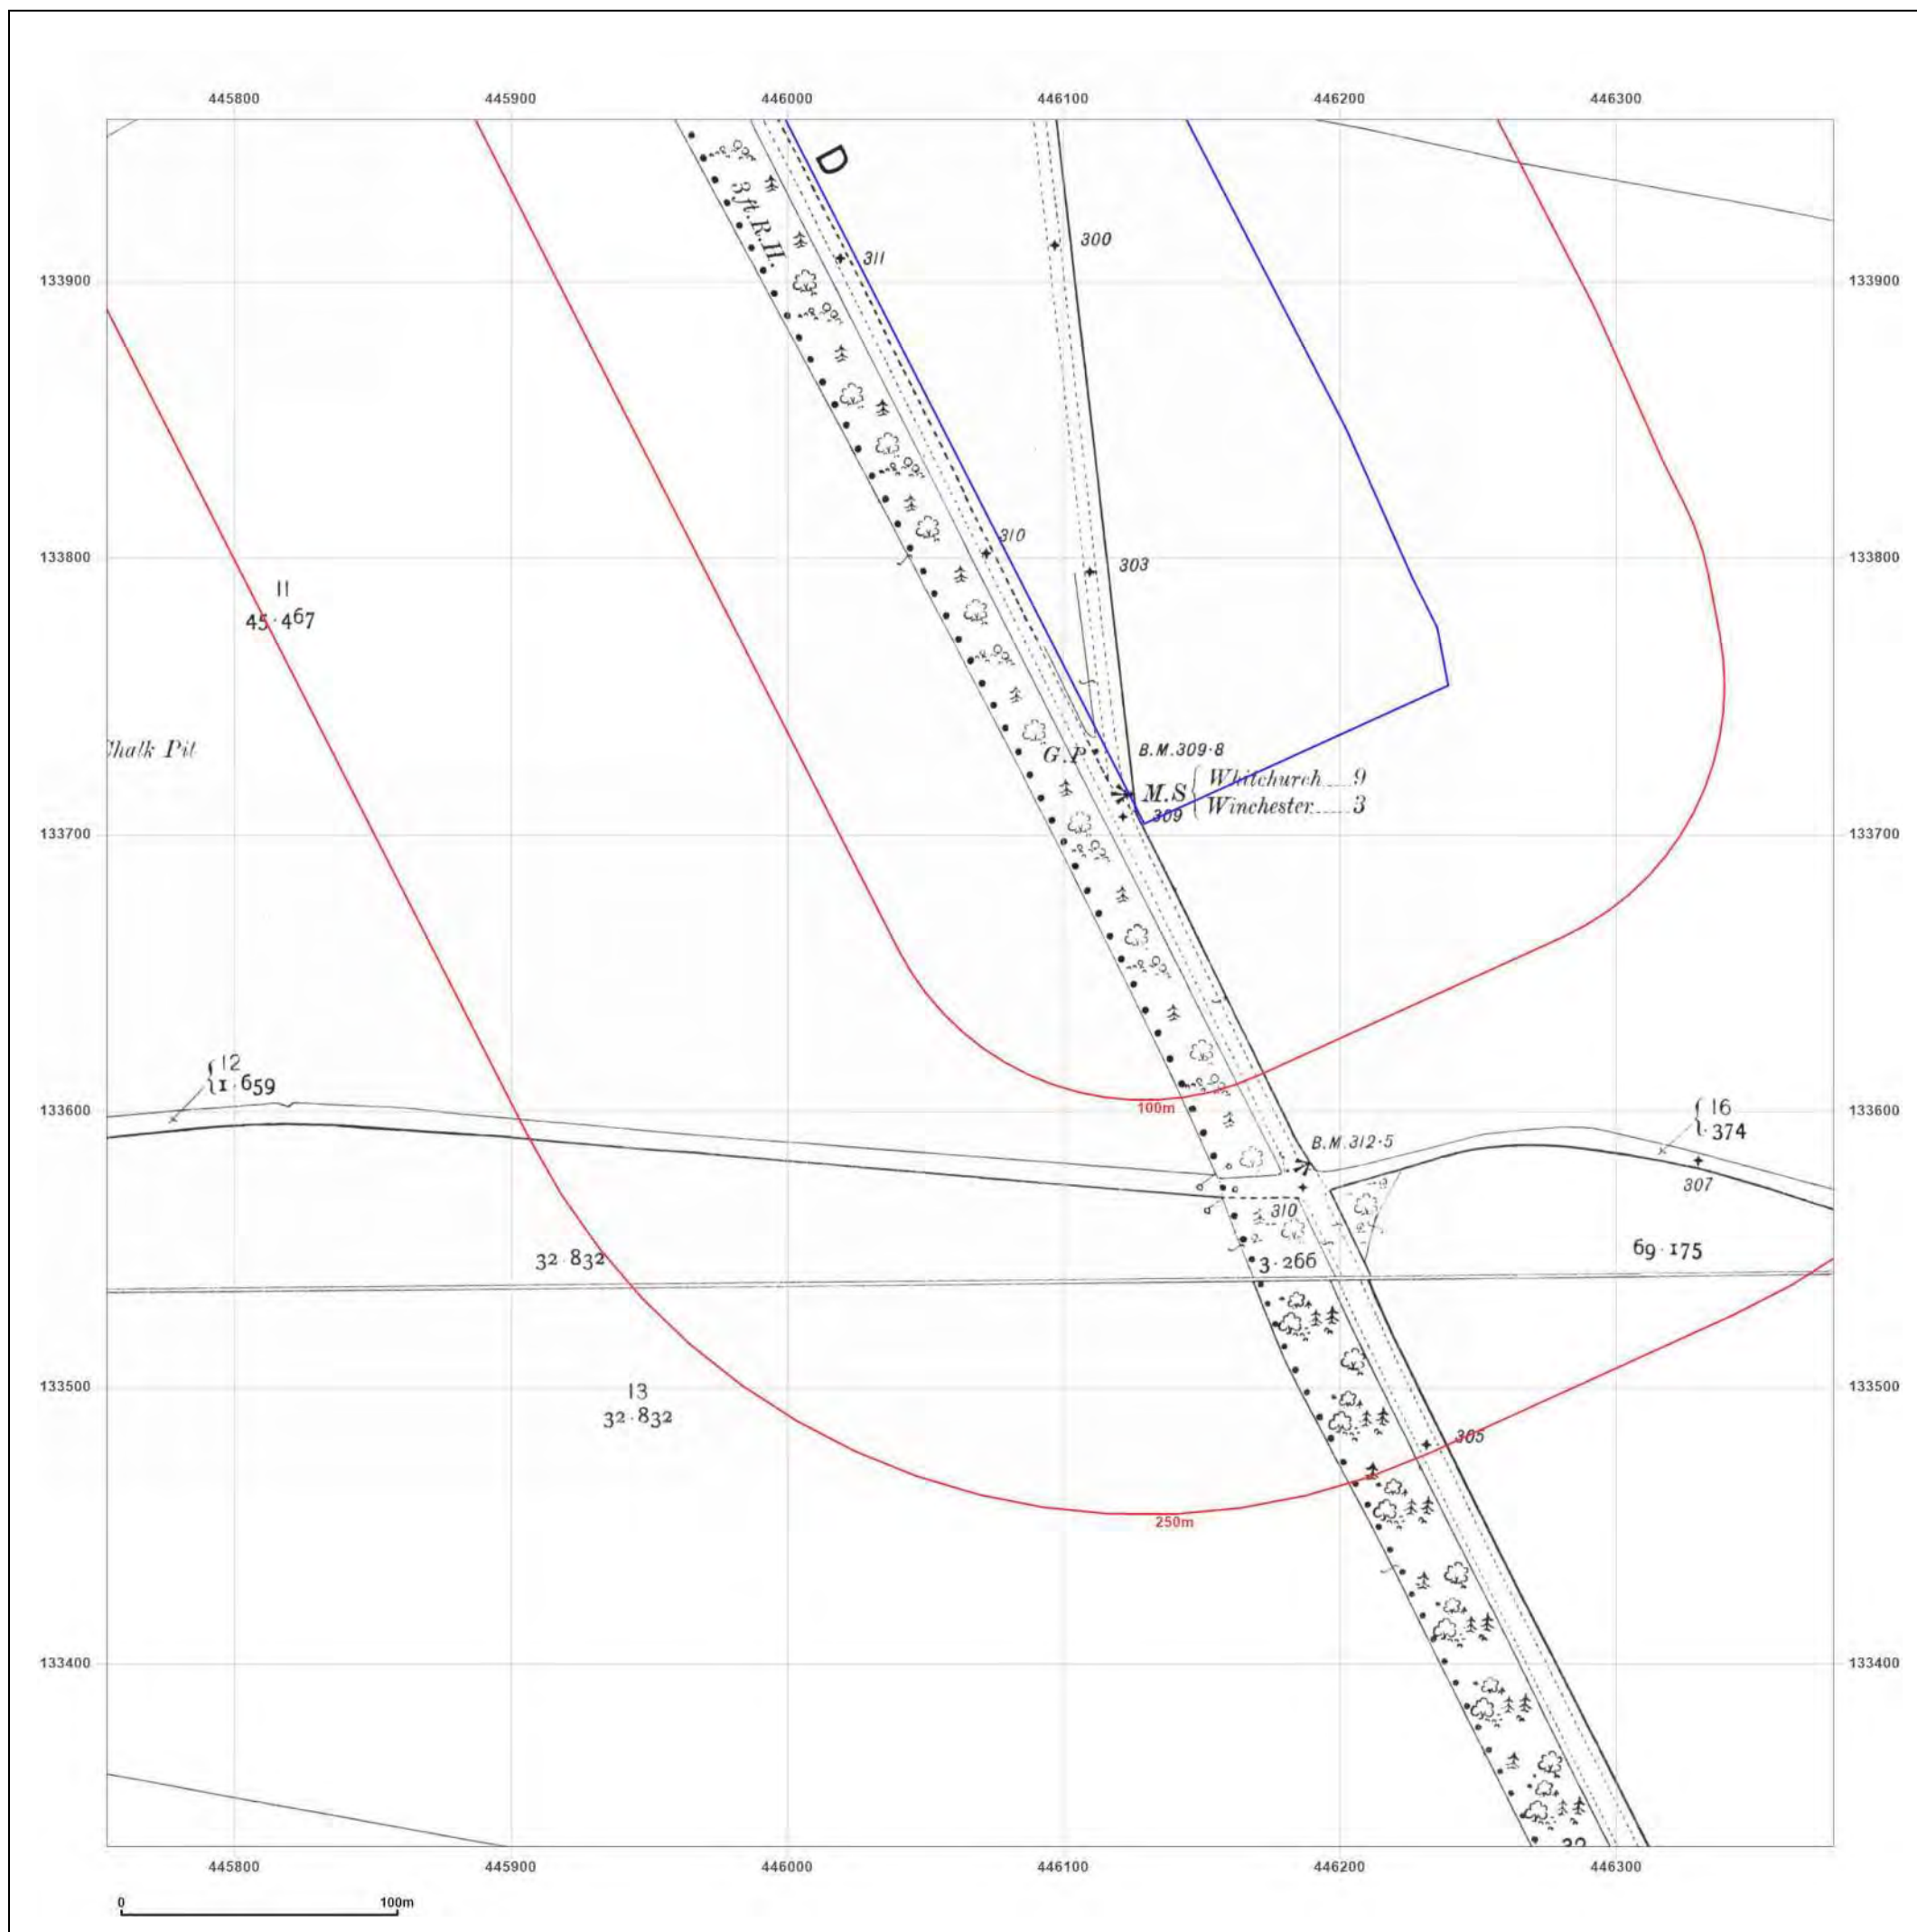 445800 445900 446000 446100 446200 446300
D
3ft. R.H.
300
311
133900 133900
310
133800 303 133800
11
45·467
Chalk Pit
G.P
B.M.309·8
M.S { Whitchurch 9
Winchester 3
309
133700 133700
12
1·659
133600 100m 133600
16
·374
B.M.312·5
307
310
32·832 3·266 69·175
133500 133500
13
32·832
305
250m
133400 133400
445800 445900 446000 446100 446200 446300
0 100m